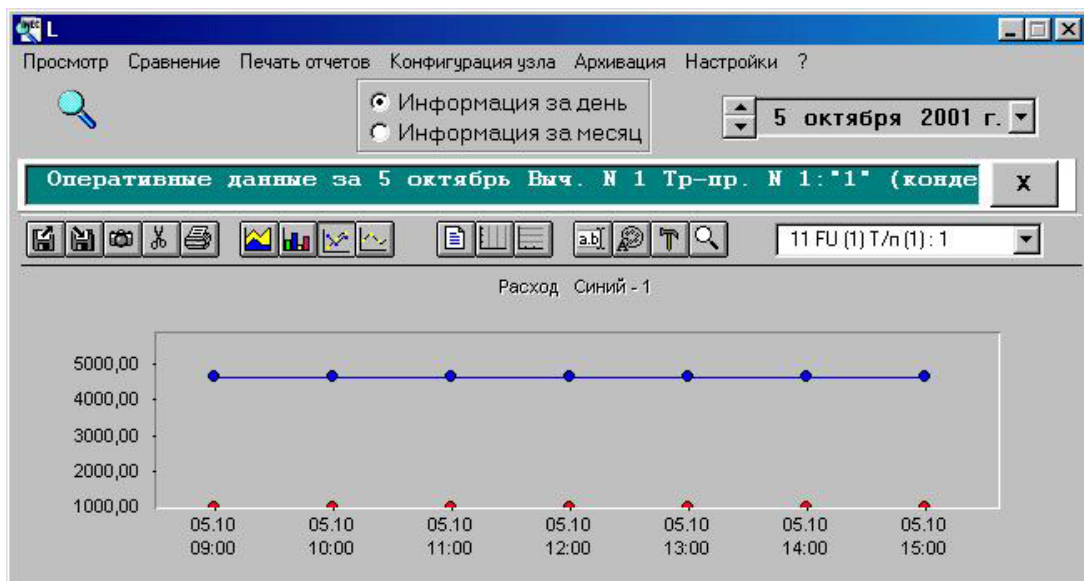 L
Просмотр Сравнение Печать отчетов Конфигурация узла Архивация Настройки ?
Информация за день
Информация за месяц
5 октября 2001 г.
Оперативные данные за 5 октябрь Выч. N 1 Тр-пр. N 1:"1" (конде
X
a.b
11 FU (1) Т/п (1) : 1
Расход Синий - 1
5000,00
4000,00
3000,00
2000,00
1000,00
05.10 05.10 05.10 05.10 05.10 05.10 05.10
09:00 10:00 11:00 12:00 13:00 14:00 15:00